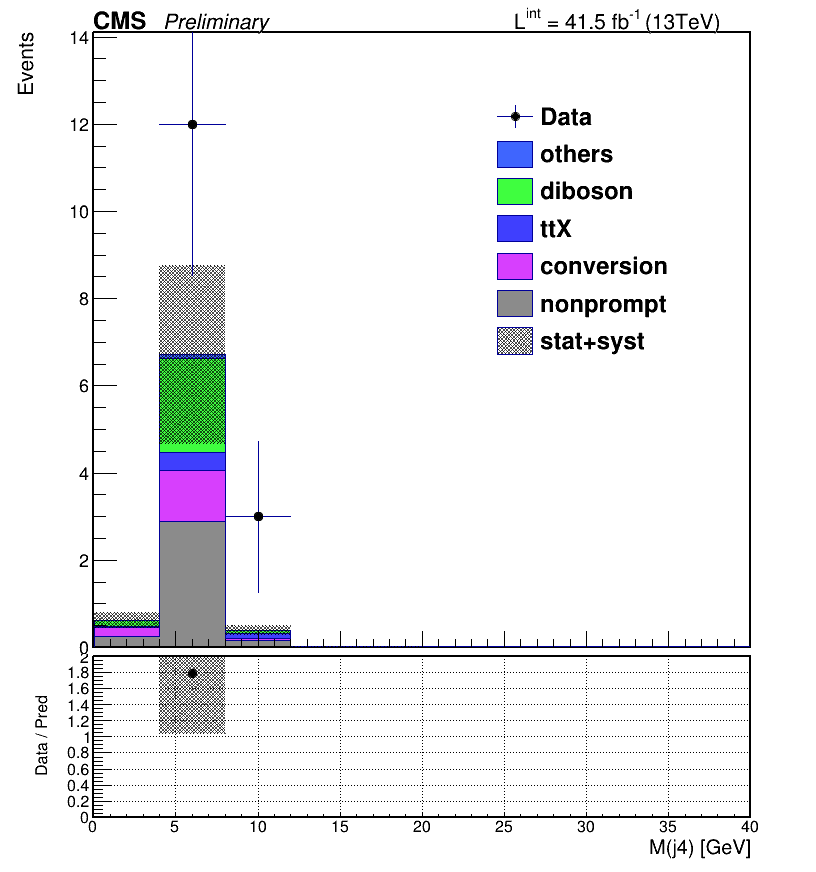 CMS Preliminary L^int = 41.5 fb^-1 (13TeV)
Events
14
12
10
8
6
4
2
0
Data
others
diboson
ttX
conversion
nonprompt
stat+syst
Data / Pred
2
1.8
1.6
1.4
1.2
1
0.8
0.6
0.4
0.2
0
0 5 10 15 20 25 30 35 40
M(j4) [GeV]